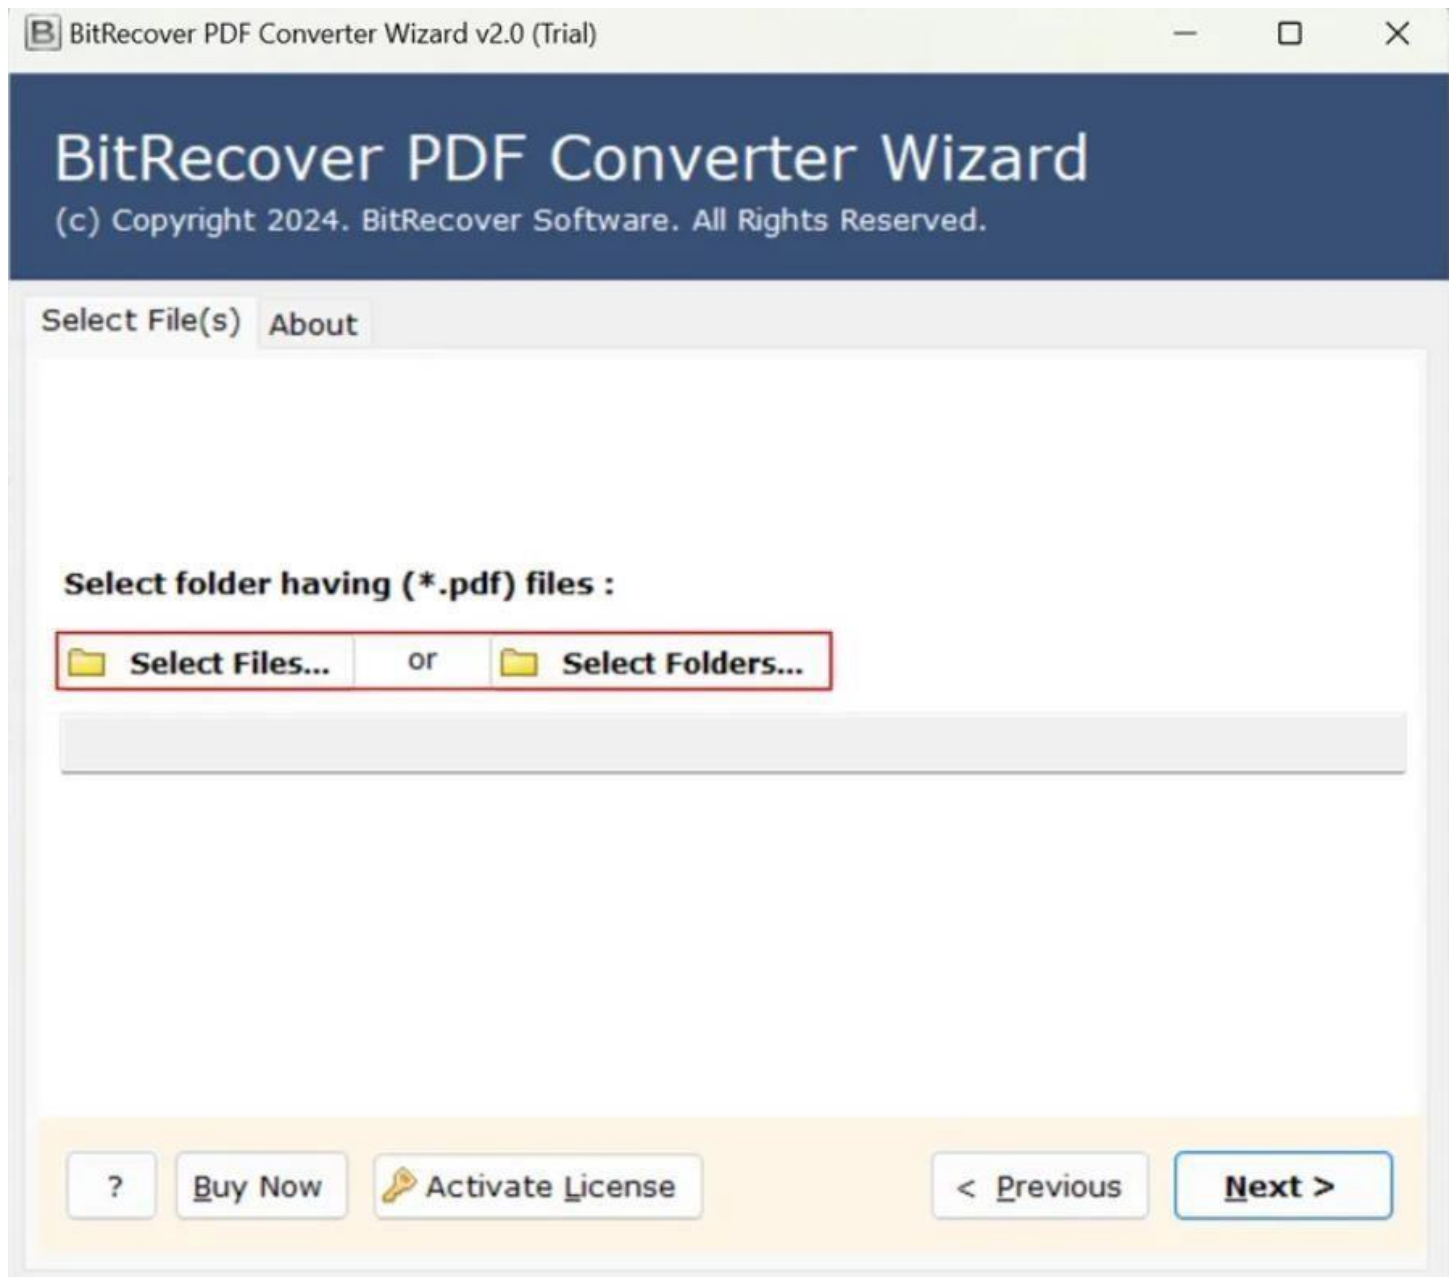 B BitRecover PDF Converter Wizard v2.0 (Trial)
BitRecover PDF Converter Wizard
(c) Copyright 2024. BitRecover Software. All Rights Reserved.
Select File(s) About
Select folder having (*.pdf) files :
Select Files... or Select Folders...
? Buy Now Activate License < Previous Next >